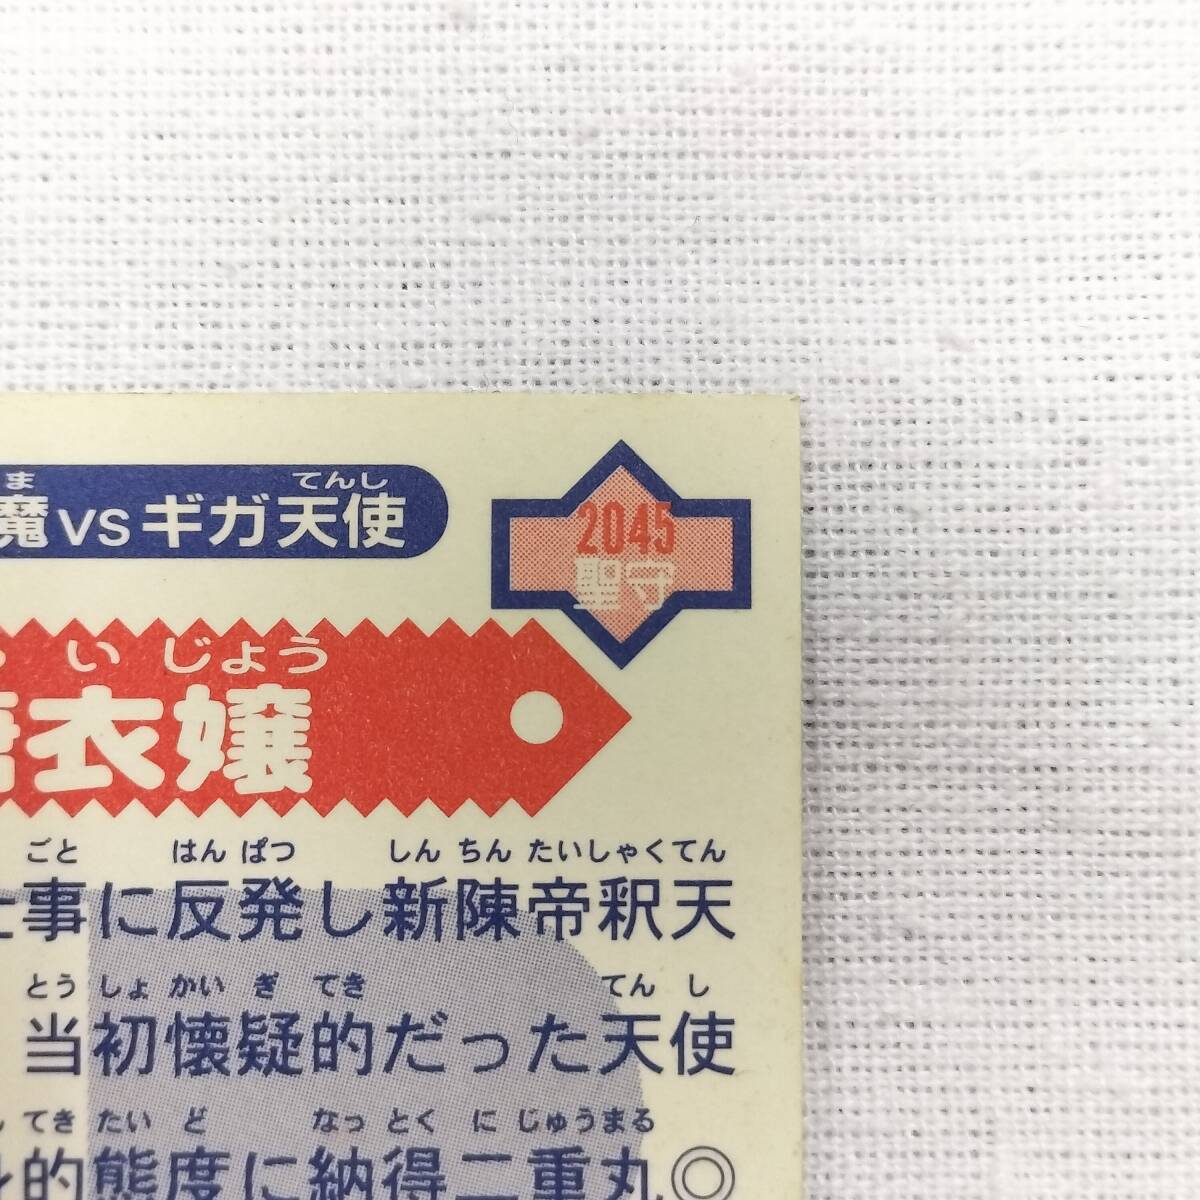 ま てんし
魔vsギガ天使
2045
聖守
いじょう
衣嬢
ごと はんぱつ しんちんたいしゃくてん
事に反発し新陳帝釈天
とうしょかいぎてき てんし
当初懐疑的だった天使
てきたいど なっとくにじゅうまる
的態度に納得二重丸◎